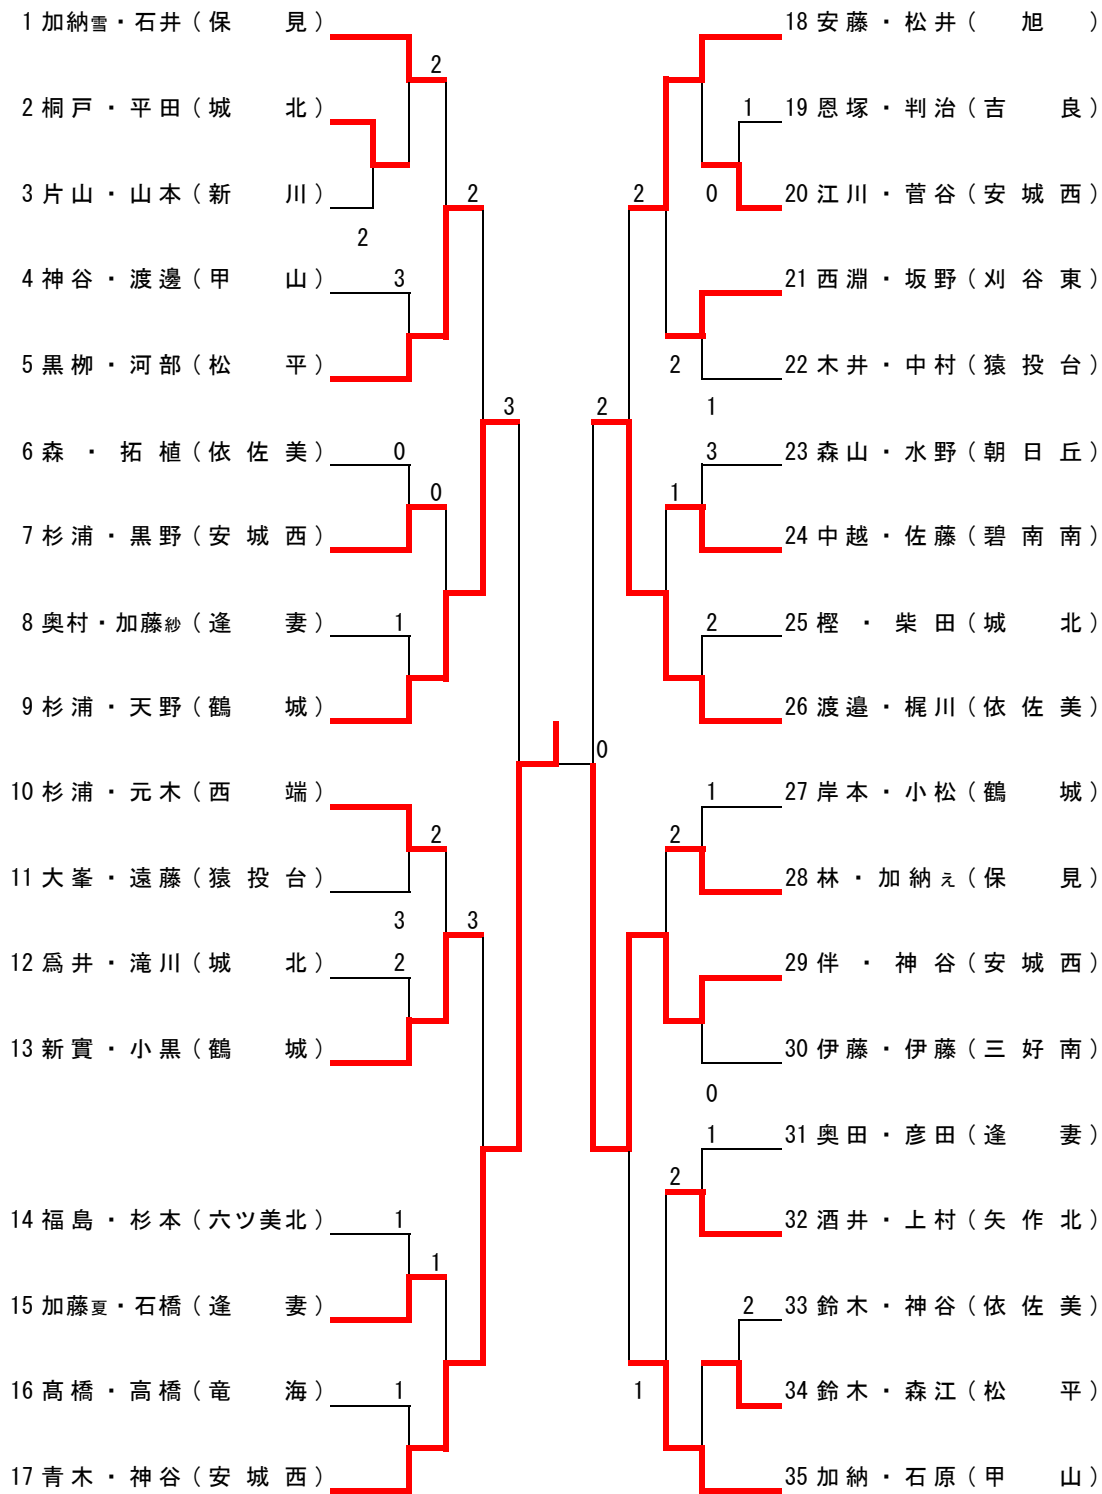 1 加納雪・石井(保見)
2 桐戸・平田(城北)
3 片山・山本(新川)
4 神谷・渡邊(甲山)
5 黒栁・河部(松平)
6 森・拓植(依佐美)
7 杉浦・黒野(安城西)
8 奥村・加藤紗(逢妻)
9 杉浦・天野(鶴城)
10 杉浦・元木(西端)
11 大峯・遠藤(猿投台)
12 爲井・滝川(城北)
13 新實・小黒(鶴城)
14 福島・杉本(六ツ美北)
15 加藤夏・石橋(逢妻)
16 髙橋・高橋(竜海)
17 青木・神谷(安城西)
2
2
2
3
3
0
0
1
2
3
3
2
1
1
1
0
18 安藤・松井(旭)
19 恩塚・判治(吉良)
20 江川・菅谷(安城西)
21 西淵・坂野(刈谷東)
22 木井・中村(猿投台)
23 森山・水野(朝日丘)
24 中越・佐藤(碧南南)
25 樫・柴田(城北)
26 渡邉・梶川(依佐美)
27 岸本・小松(鶴城)
28 林・加納え(保見)
29 伴・神谷(安城西)
30 伊藤・伊藤(三好南)
31 奥田・彦田(逢妻)
32 酒井・上村(矢作北)
33 鈴木・神谷(依佐美)
34 鈴木・森江(松平)
35 加納・石原(甲山)
1
2
0
2
1
2
3
1
2
1
2
0
1
2
2
1